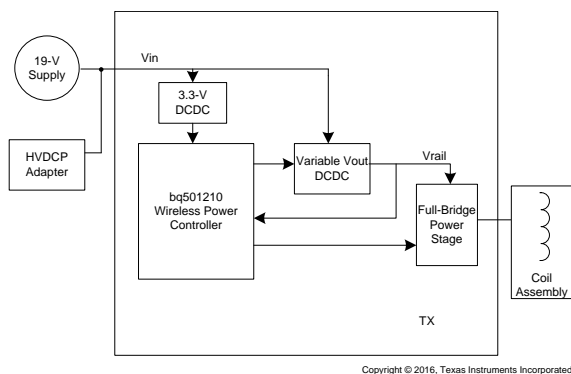 19-V
Supply
Vin
3.3-V
DCDC
HVDCP
Adapter
bq501210
Wireless Power
Controller
Variable Vout
DCDC
Vrail
Full-Bridge
Power
Stage
Coil
Assembly
TX
Copyright © 2016, Texas Instruments Incorporated